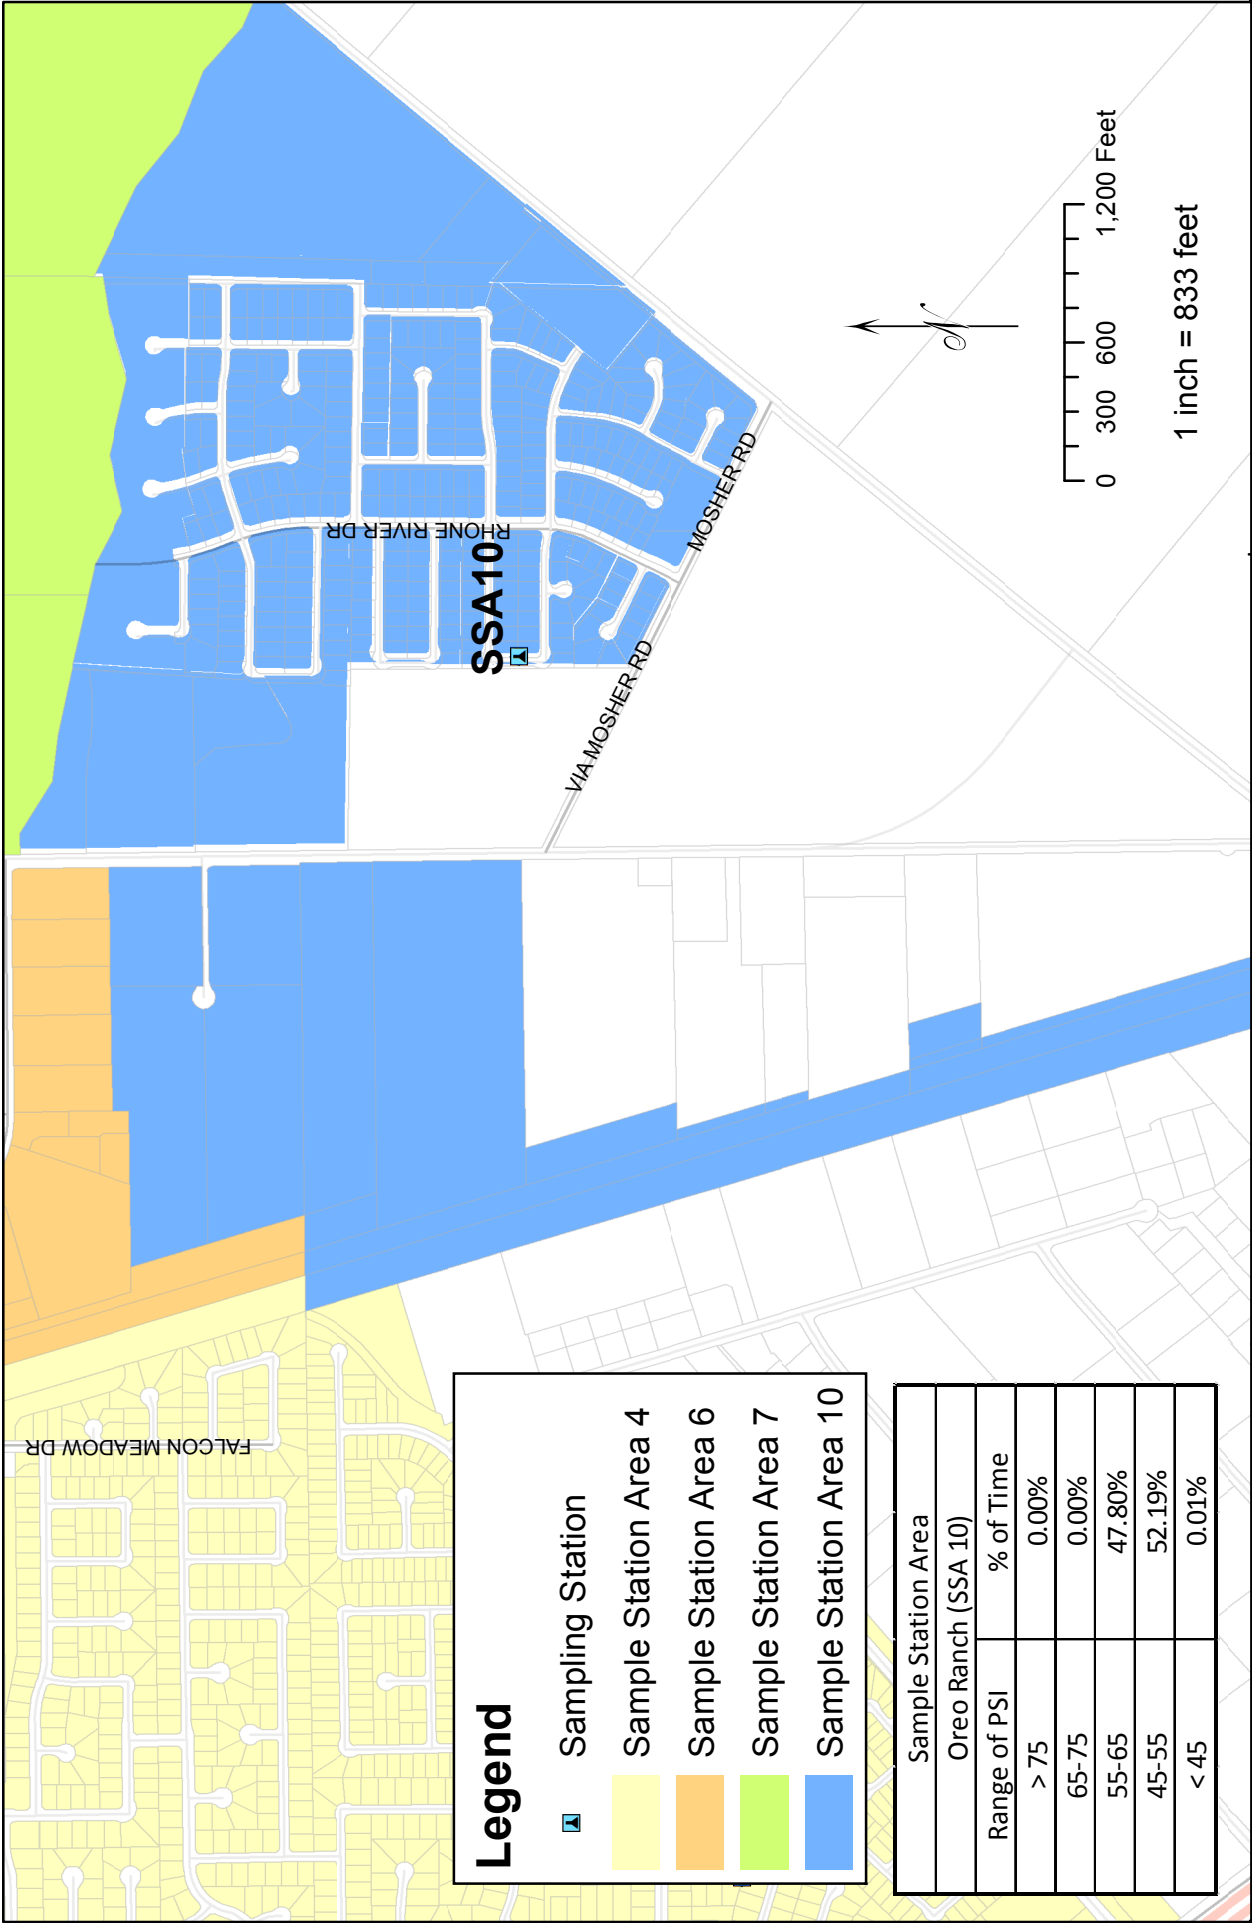 FALCON MEADOW DR
RHONE RIVER DR
SSA10
VIA MOSHER RD
MOSHER RD
Legend
Sampling Station
Sample Station Area 4
Sample Station Area 6
Sample Station Area 7
Sample Station Area 10
Sample Station Area
Oreo Ranch (SSA 10)
Range of PSI % of Time
> 75 0.00%
65-75 0.00%
55-65 47.80%
45-55 52.19%
< 45 0.01%
N
0 300 600 1,200 Feet
1 inch = 833 feet